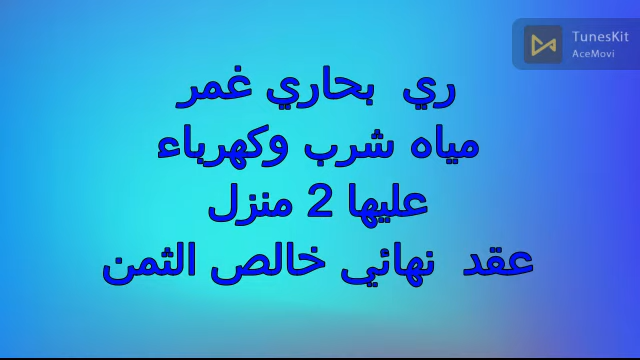 TunesKit
AceMovi
ري بحاري غمر
مياه شرب وكهرباء
عليها 2 منزل
عقد نهائي خالص الثمن